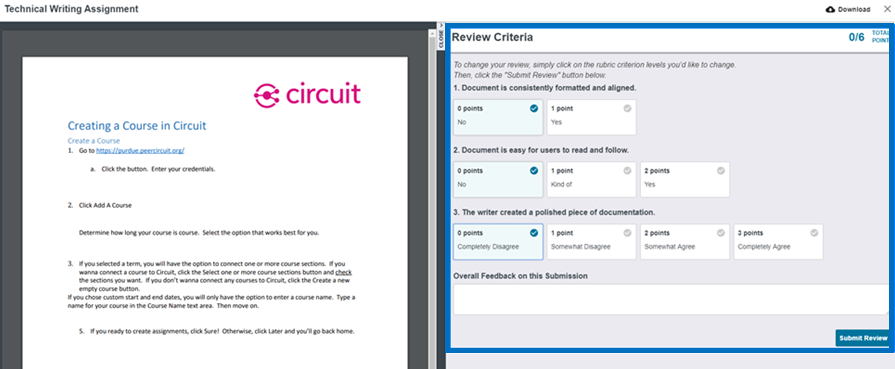 Technical Writing Assignment
Download
CLOSE
circuit
Creating a Course in Circuit
Create a Course
1. Go to https://purdue.peercircuit.org/
a. Click the button. Enter your credentials.
2. Click Add A Course
Determine how long your course is course. Select the option that works best for you.
3. If you selected a term, you will have the option to connect one or more course sections. If you
wanna connect a course to Circuit, click the Select one or more course sections button and check
the sections you want. If you don't wanna connect any courses to Circuit, click the Create a new
empty course button.
If you chose custom start and end dates, you will only have the option to enter a course name. Type a
name for your course in the Course Name text area. Then move on.
5. If you ready to create assignments, click Sure! Otherwise, click Later and you'll go back home.
Review Criteria
0/6 TOTAL
POINT
To change your review, simply click on the rubric criterion levels you'd like to change.
Then, click the "Submit Review" button below.
1. Document is consistently formatted and aligned.
0 points 1 point
No Yes
2. Document is easy for users to read and follow.
0 points 1 point 2 points
No Kind of Yes
3. The writer created a polished piece of documentation.
0 points 1 point 2 points 3 points
Completely Disagree Somewhat Disagree Somewhat Agree Completely Agree
Overall Feedback on this Submission
Submit Review